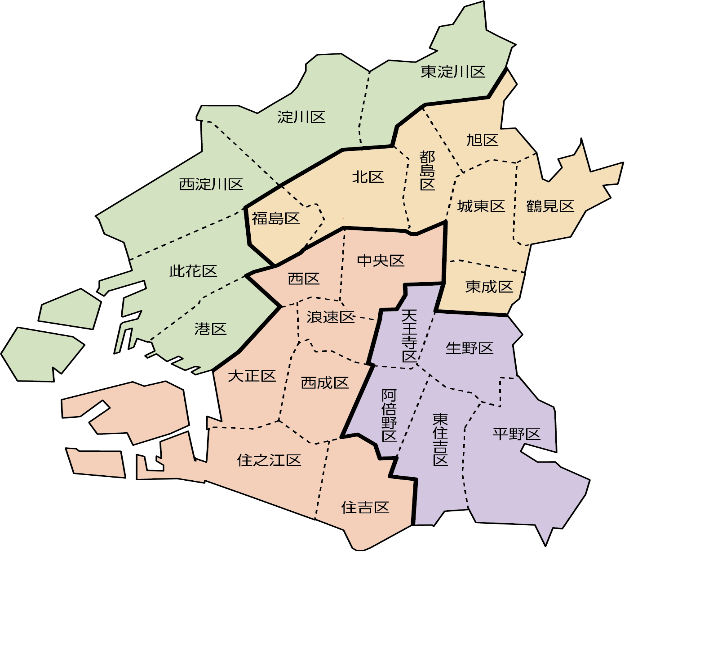 東淀川区
淀川区
旭区
都島区
北区
西淀川区
城東区
鶴見区
福島区
中央区
此花区
西区
東成区
浪速区
港区
天王寺区
生野区
大正区
西成区
阿倍野区
東住吉区
平野区
住之江区
住吉区